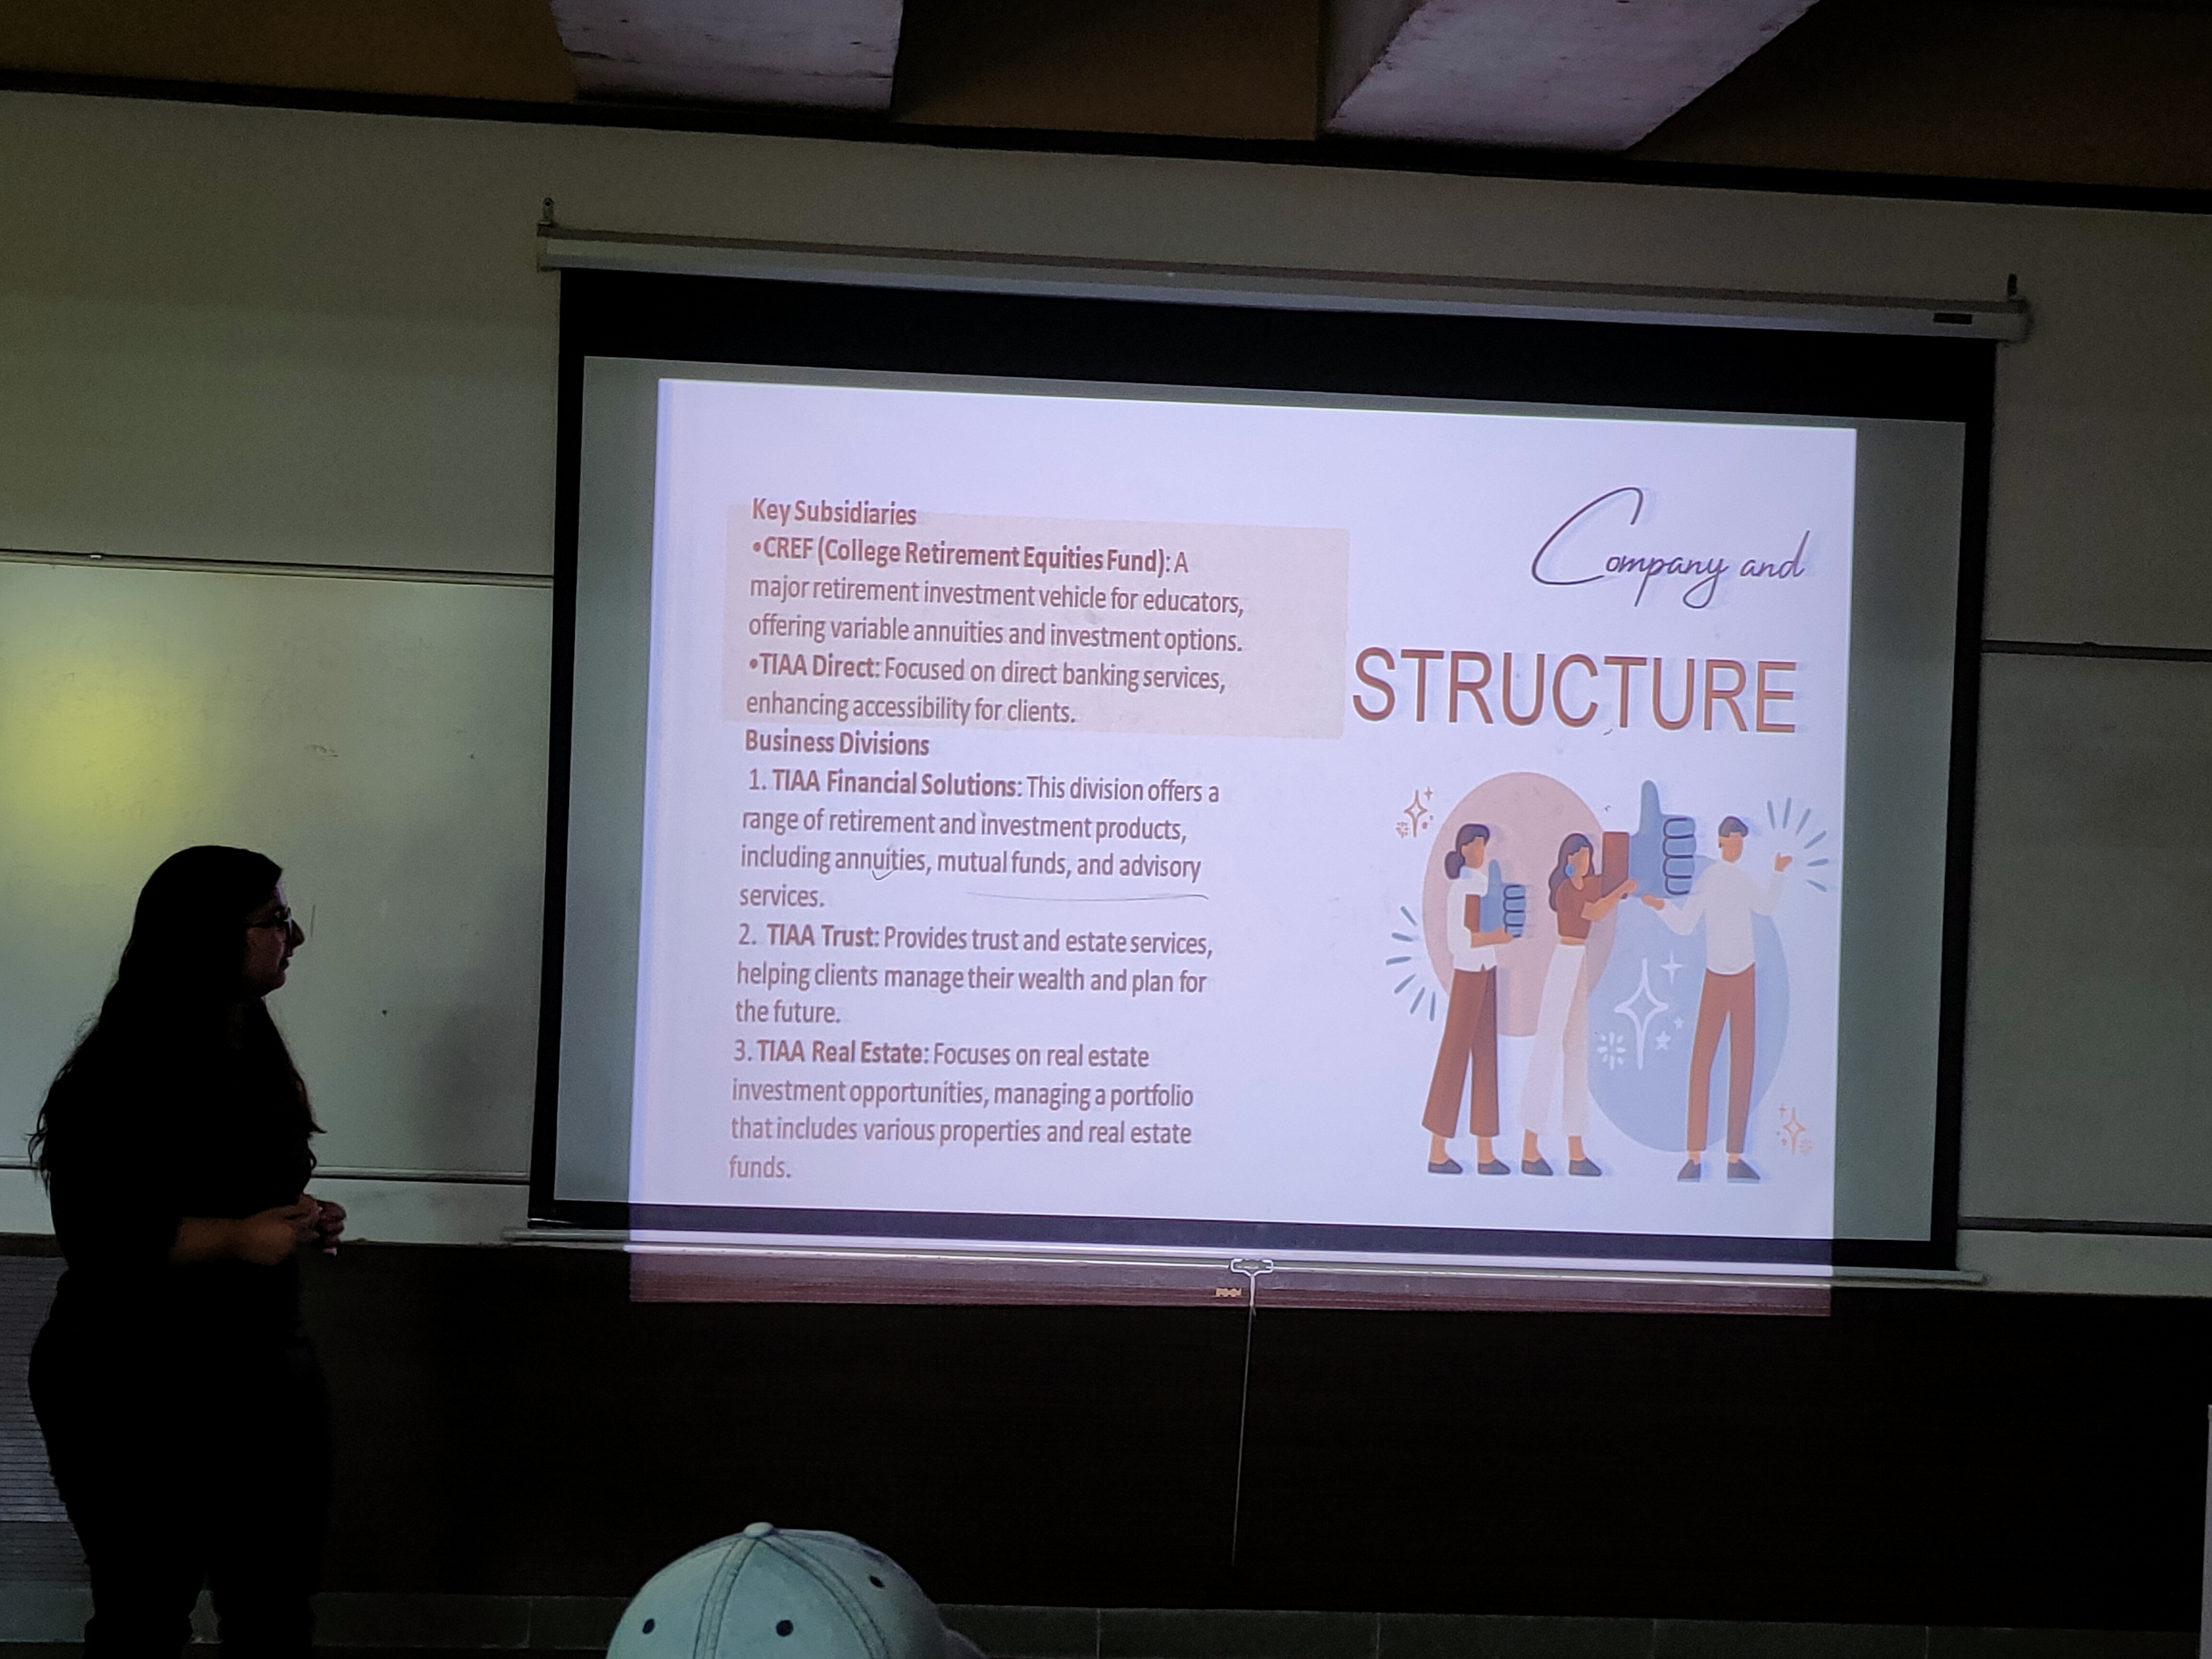 Key Subsidiaries
•CREF (College Retirement Equities Fund): A
major retirement investment vehicle for educators,
offering variable annuities and investment options.
•TIAA Direct: Focused on direct banking services,
enhancing accessibility for clients.
Business Divisions
1. TIAA Financial Solutions: This division offers a
range of retirement and investment products,
including annuities, mutual funds, and advisory
services.
2. TIAA Trust: Provides trust and estate services,
helping clients manage their wealth and plan for
the future.
3. TIAA Real Estate: Focuses on real estate
investment opportunities, managing a portfolio
that includes various properties and real estate
funds.
Company and
STRUCTURE